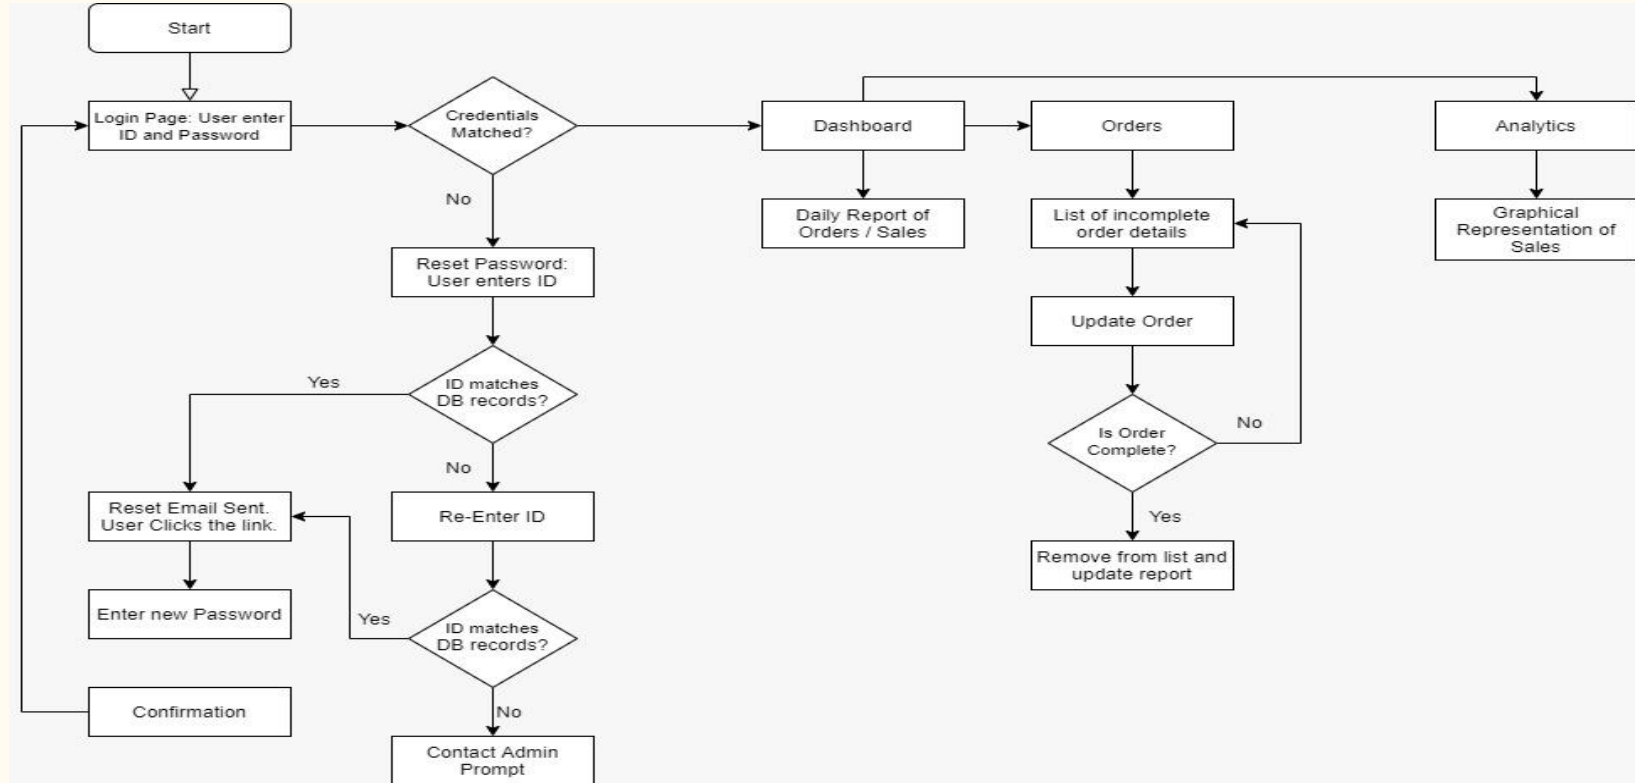 Start
Login Page: User enter
ID and Password
Credentials
Matched?
Dashboard
Orders
Analytics
No
Daily Report of
Orders / Sales
List of incomplete
order details
Graphical
Representation of
Sales
Reset Password:
User enters ID
Update Order
Yes
ID matches
DB records?
No
Is Order
Complete?
No
Reset Email Sent.
User Clicks the link.
Re-Enter ID
Yes
Remove from list and
update report
Enter new Password
Yes
ID matches
DB records?
Confirmation
No
Contact Admin
Prompt